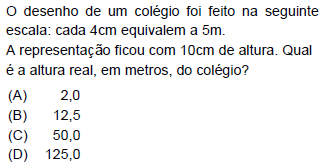 O desenho de um colégio foi feito na seguinte
escala: cada 4cm equivalem a 5m.
A representação ficou com 10cm de altura. Qual
é a altura real, em metros, do colégio?
(A) 2,0
(B) 12,5
(C) 50,0
(D) 125,0